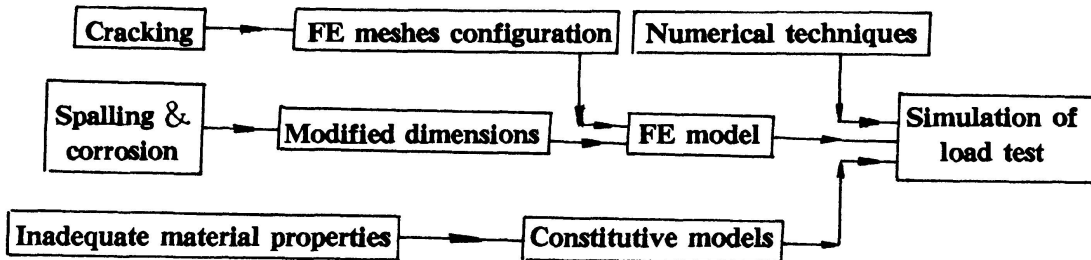 Cracking
FE meshes configuration
Numerical techniques
Spalling &
corrosion
Modified dimensions
FE model
Simulation of
load test
Inadequate material properties
Constitutive models